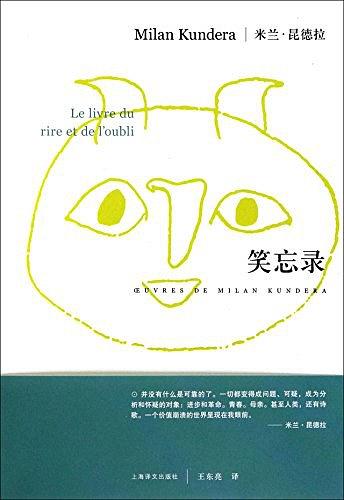 Milan Kundera | 米兰·昆德拉
Le livre du
rire et de l'oubli
笑忘录
ŒUVRES DE MILAN KUNDERA
⊙ 并没有什么是可靠的了。一切都变得成问题、可疑，成为分
析和怀疑的对象：进步和革命。青春。母亲。甚至人类，还有诗
歌。一个价值崩溃的世界呈现在我眼前。
—— 米兰·昆德拉
上海译文出版社
王东亮 译